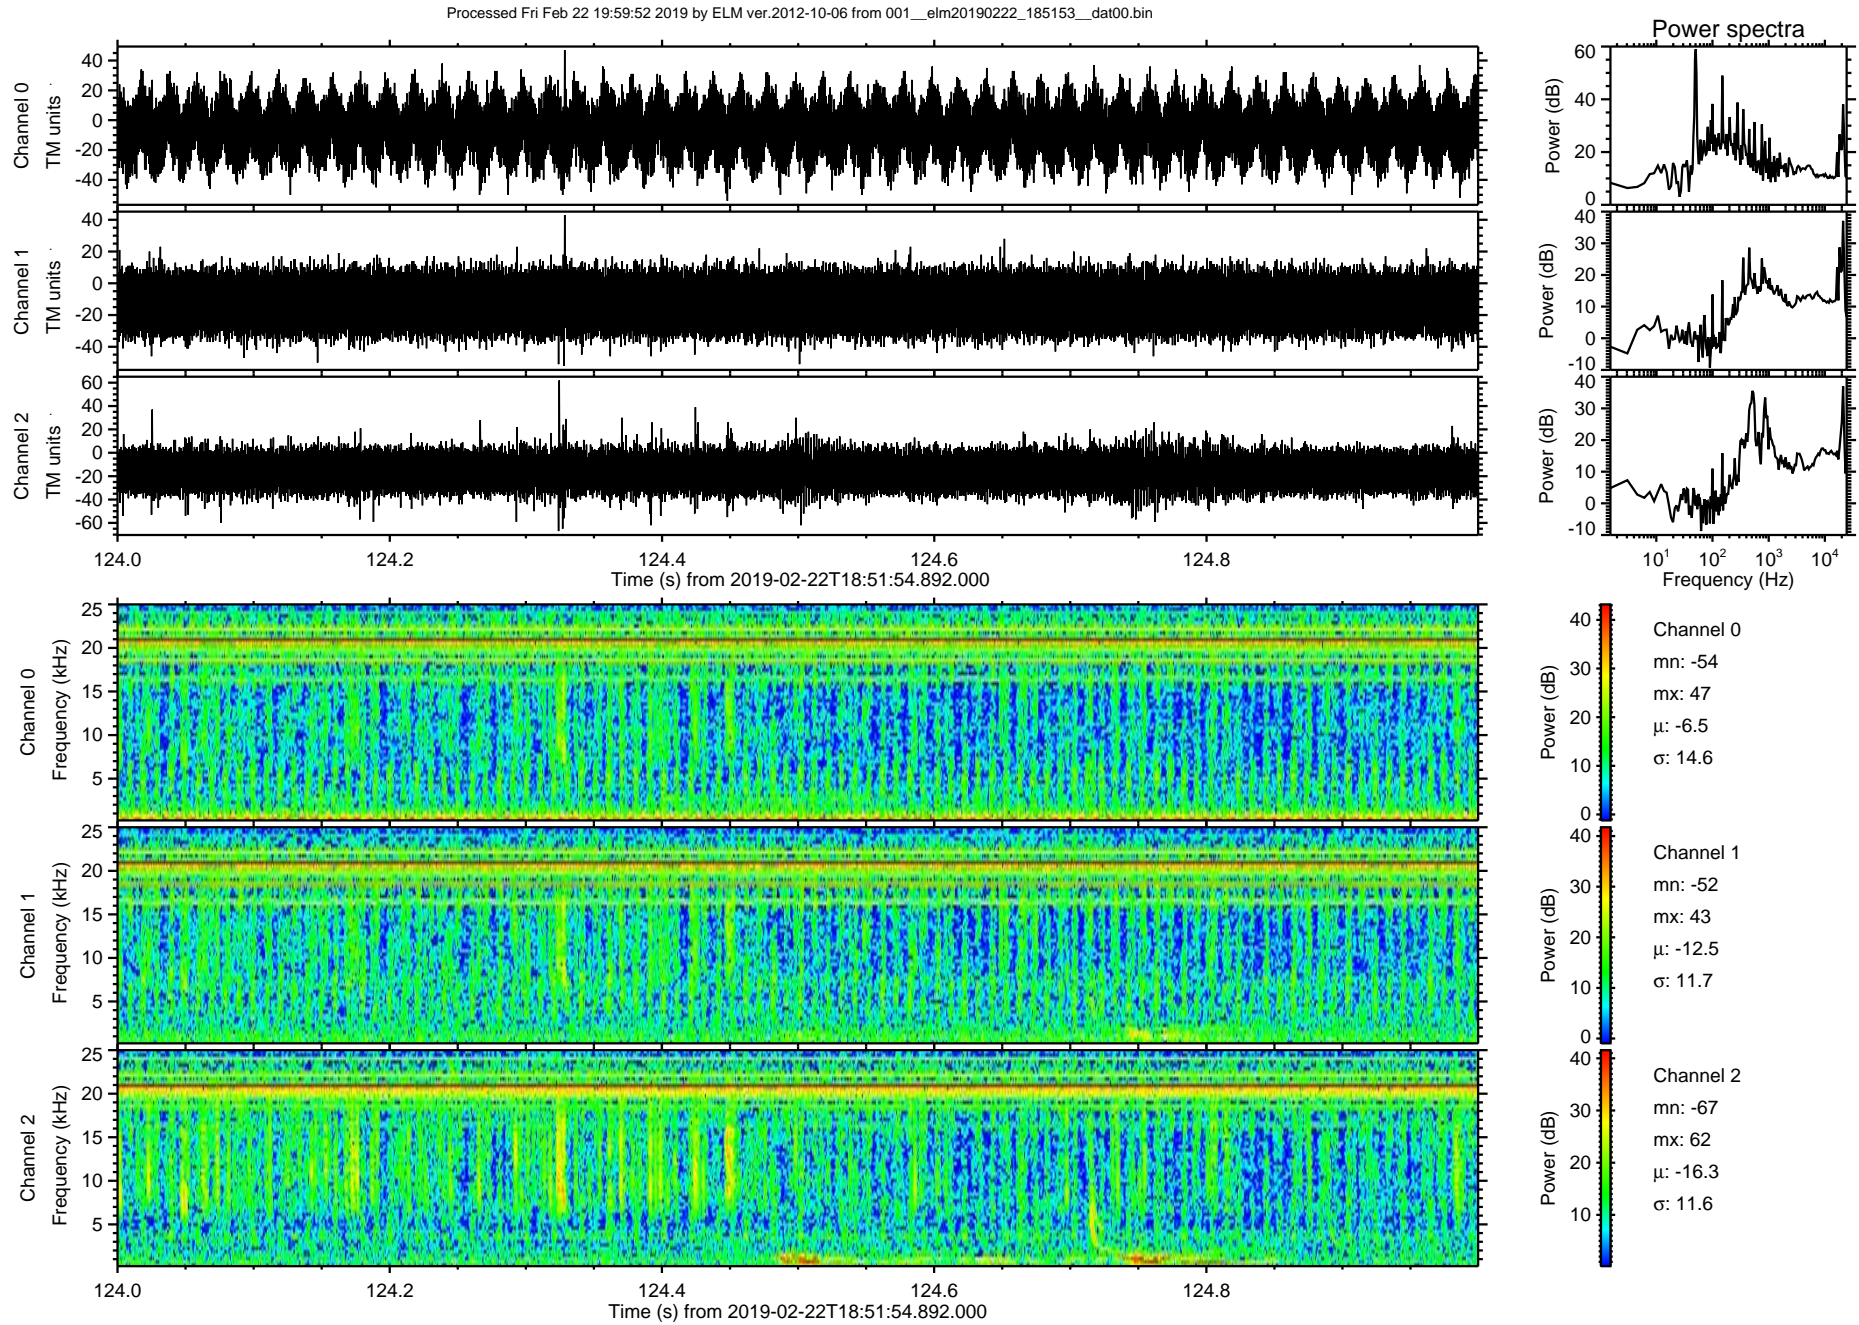 Processed Fri Feb 22 19:59:52 2019 by ELM ver.2012-10-06 from 001__elm20190222_185153__dat00.bin
Power spectra
Channel 0
TM units
40
20
0
-20
-40
Power (dB)
60
40
20
0
Channel 1
TM units
40
20
0
-20
-40
Power (dB)
40
30
20
10
0
-10
Channel 2
TM units
60
40
20
0
-20
-40
-60
Power (dB)
40
30
20
10
0
-10
124.0 124.2 124.4 124.6 124.8
Time (s) from 2019-02-22T18:51:54.892.000
10¹ 10² 10³ 10⁴
Frequency (Hz)
Channel 0
Frequency (kHz)
25
20
15
10
5
Power (dB)
40
30
20
10
0
Channel 0
mn: -54
mx: 47
μ: -6.5
σ: 14.6
Channel 1
Frequency (kHz)
25
20
15
10
5
Power (dB)
40
30
20
10
0
Channel 1
mn: -52
mx: 43
μ: -12.5
σ: 11.7
Channel 2
Frequency (kHz)
25
20
15
10
5
Power (dB)
40
30
20
10
Channel 2
mn: -67
mx: 62
μ: -16.3
σ: 11.6
124.0 124.2 124.4 124.6 124.8
Time (s) from 2019-02-22T18:51:54.892.000